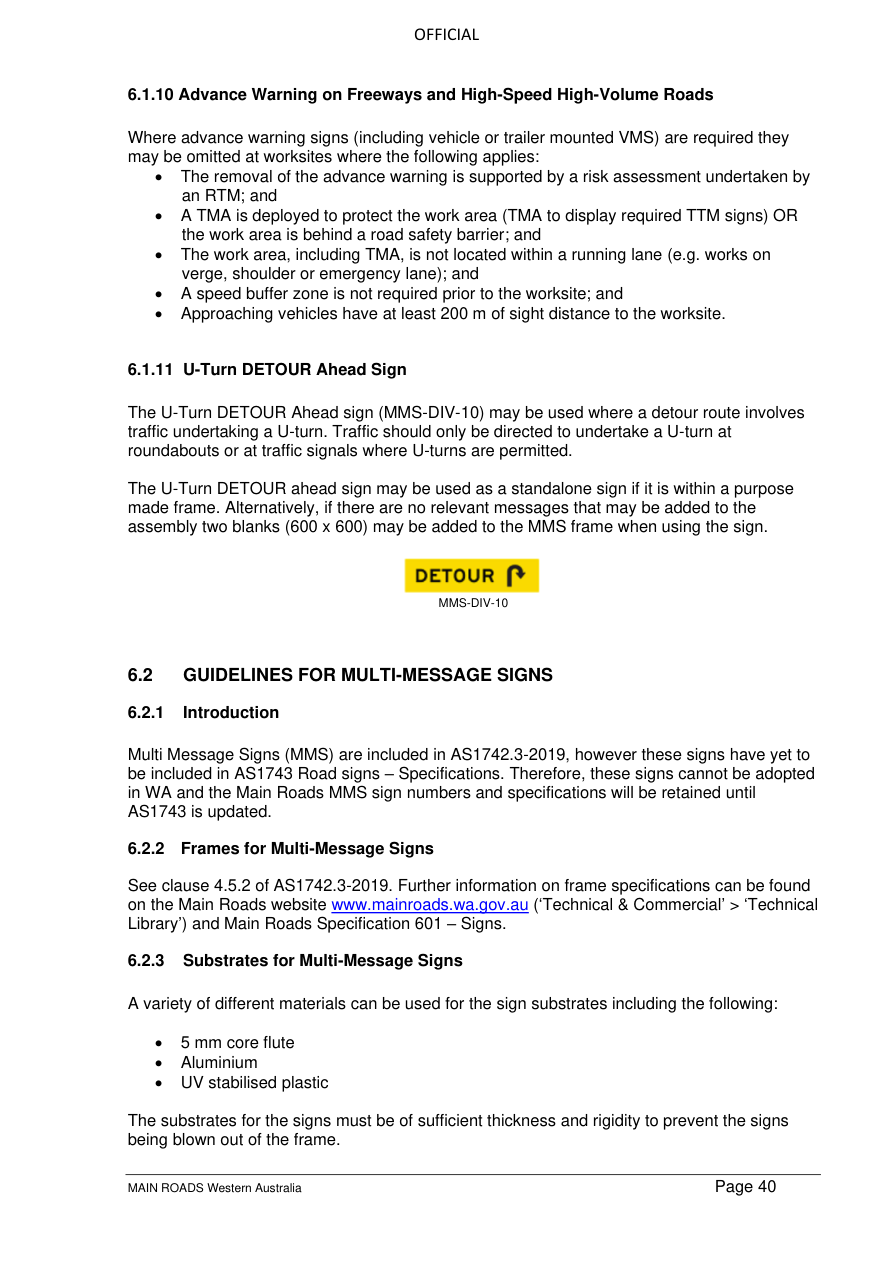 OFFICIAL
6.1.10 Advance Warning on Freeways and High-Speed High-Volume Roads
Where advance warning signs (including vehicle or trailer mounted VMS) are required they
may be omitted at worksites where the following applies:
• The removal of the advance warning is supported by a risk assessment undertaken by
an RTM; and
• A TMA is deployed to protect the work area (TMA to display required TTM signs) OR
the work area is behind a road safety barrier; and
• The work area, including TMA, is not located within a running lane (e.g. works on
verge, shoulder or emergency lane); and
• A speed buffer zone is not required prior to the worksite; and
• Approaching vehicles have at least 200 m of sight distance to the worksite.
6.1.11 U-Turn DETOUR Ahead Sign
The U-Turn DETOUR Ahead sign (MMS-DIV-10) may be used where a detour route involves
traffic undertaking a U-turn. Traffic should only be directed to undertake a U-turn at
roundabouts or at traffic signals where U-turns are permitted.
The U-Turn DETOUR ahead sign may be used as a standalone sign if it is within a purpose
made frame. Alternatively, if there are no relevant messages that may be added to the
assembly two blanks (600 x 600) may be added to the MMS frame when using the sign.
DETOUR
MMS-DIV-10
6.2 GUIDELINES FOR MULTI-MESSAGE SIGNS
6.2.1 Introduction
Multi Message Signs (MMS) are included in AS1742.3-2019, however these signs have yet to
be included in AS1743 Road signs – Specifications. Therefore, these signs cannot be adopted
in WA and the Main Roads MMS sign numbers and specifications will be retained until
AS1743 is updated.
6.2.2 Frames for Multi-Message Signs
See clause 4.5.2 of AS1742.3-2019. Further information on frame specifications can be found
on the Main Roads website www.mainroads.wa.gov.au (‘Technical & Commercial’ > ‘Technical
Library’) and Main Roads Specification 601 – Signs.
6.2.3 Substrates for Multi-Message Signs
A variety of different materials can be used for the sign substrates including the following:
• 5 mm core flute
• Aluminium
• UV stabilised plastic
The substrates for the signs must be of sufficient thickness and rigidity to prevent the signs
being blown out of the frame.
MAIN ROADS Western Australia Page 40